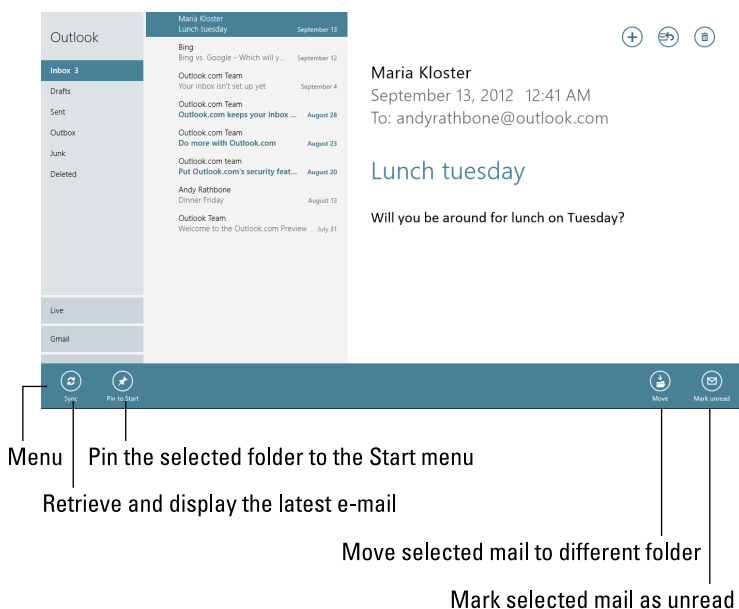 Outlook
Inbox 3
Drafts
Sent
Outbox
Junk
Deleted
Live
Gmail
Maria Kloster
Lunch tuesday September 13
Bing
Bing vs. Google - Which will y... September 12
Outlook.com Team
Your inbox isn't set up yet September 4
Outlook.com Team
Outlook.com keeps your inbox ... August 28
Outlook.com Team
Do more with Outlook.com August 23
Outlook.com team
Put Outlook.com's security feat... August 20
Andy Rathbone
Dinner Friday August 13
Outlook Team
Welcome to the Outlook.com Preview July 31
Maria Kloster
September 13, 2012 12:41 AM
To: andyrathbone@outlook.com
Lunch tuesday
Will you be around for lunch on Tuesday?
Sync Pin to Start Move Mark unread
Menu Pin the selected folder to the Start menu
Retrieve and display the latest e-mail
Move selected mail to different folder
Mark selected mail as unread